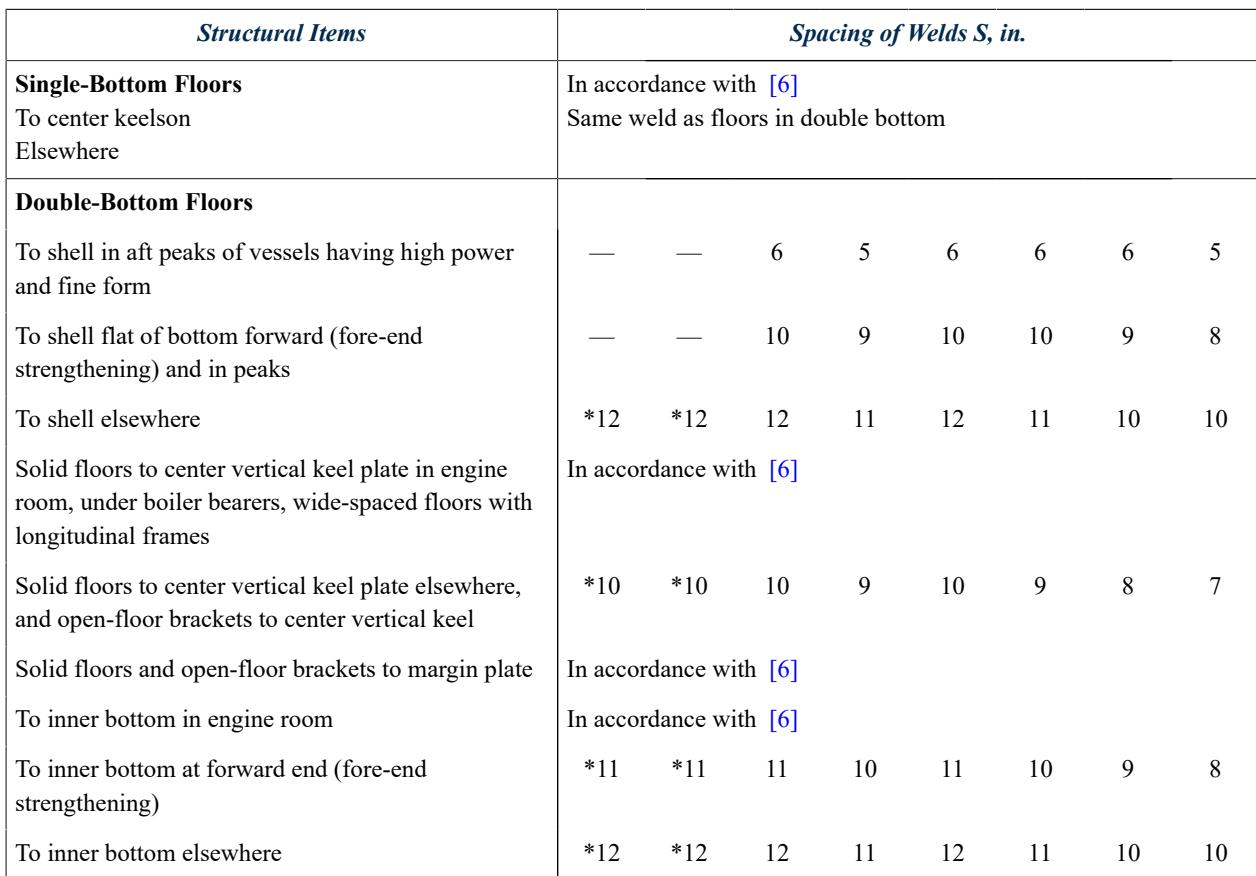 Structural Items Spacing of Welds S, in.
Single-Bottom Floors In accordance with [6]
To center keelson Same weld as floors in double bottom
Elsewhere
Double-Bottom Floors
To shell in aft peaks of vessels having high power — — 6 5 6 6 6 5
and fine form
To shell flat of bottom forward (fore-end — — 10 9 10 10 9 8
strengthening) and in peaks
To shell elsewhere *12 *12 12 11 12 11 10 10
Solid floors to center vertical keel plate in engine In accordance with [6]
room, under boiler bearers, wide-spaced floors with
longitudinal frames
Solid floors to center vertical keel plate elsewhere, *10 *10 10 9 10 9 8 7
and open-floor brackets to center vertical keel
Solid floors and open-floor brackets to margin plate In accordance with [6]
To inner bottom in engine room In accordance with [6]
To inner bottom at forward end (fore-end *11 *11 11 10 11 10 9 8
strengthening)
To inner bottom elsewhere *12 *12 12 11 12 11 10 10